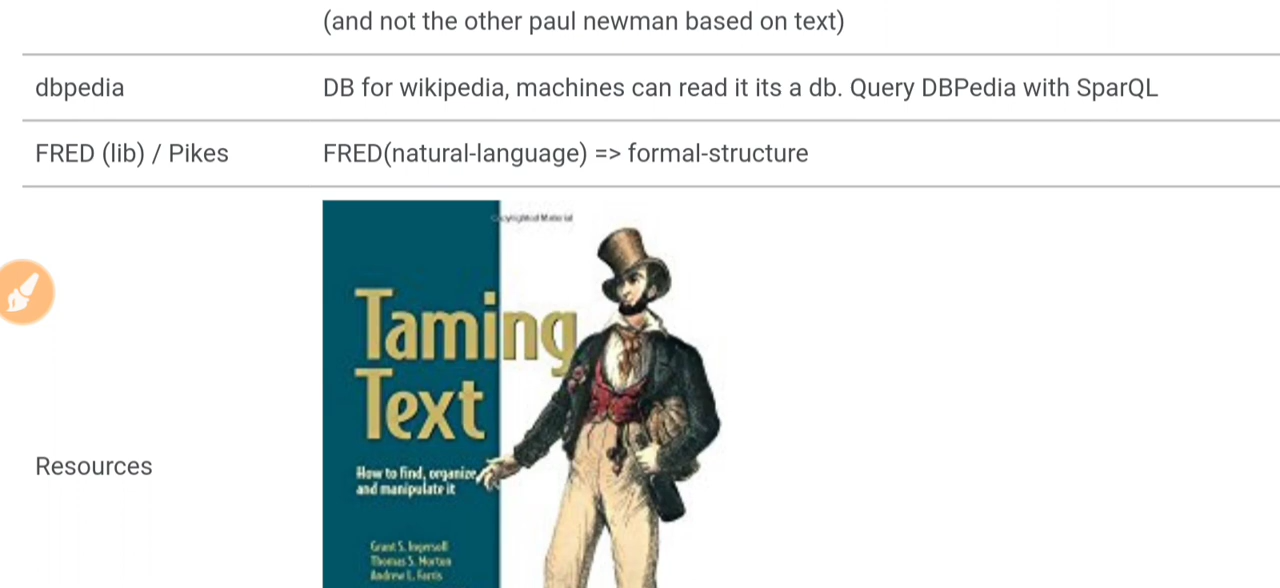 (and not the other paul newman based on text)
dbpedia
DB for wikipedia, machines can read it its a db. Query DBPedia with SparQL
FRED (lib) / Pikes
FRED(natural-language) => formal-structure
Resources
Copyrighted Material
Taming
Text
How to find, organize,
and manipulate it
Grant S. Ingersoll
Thomas S. Morton
Andrew L. Farris